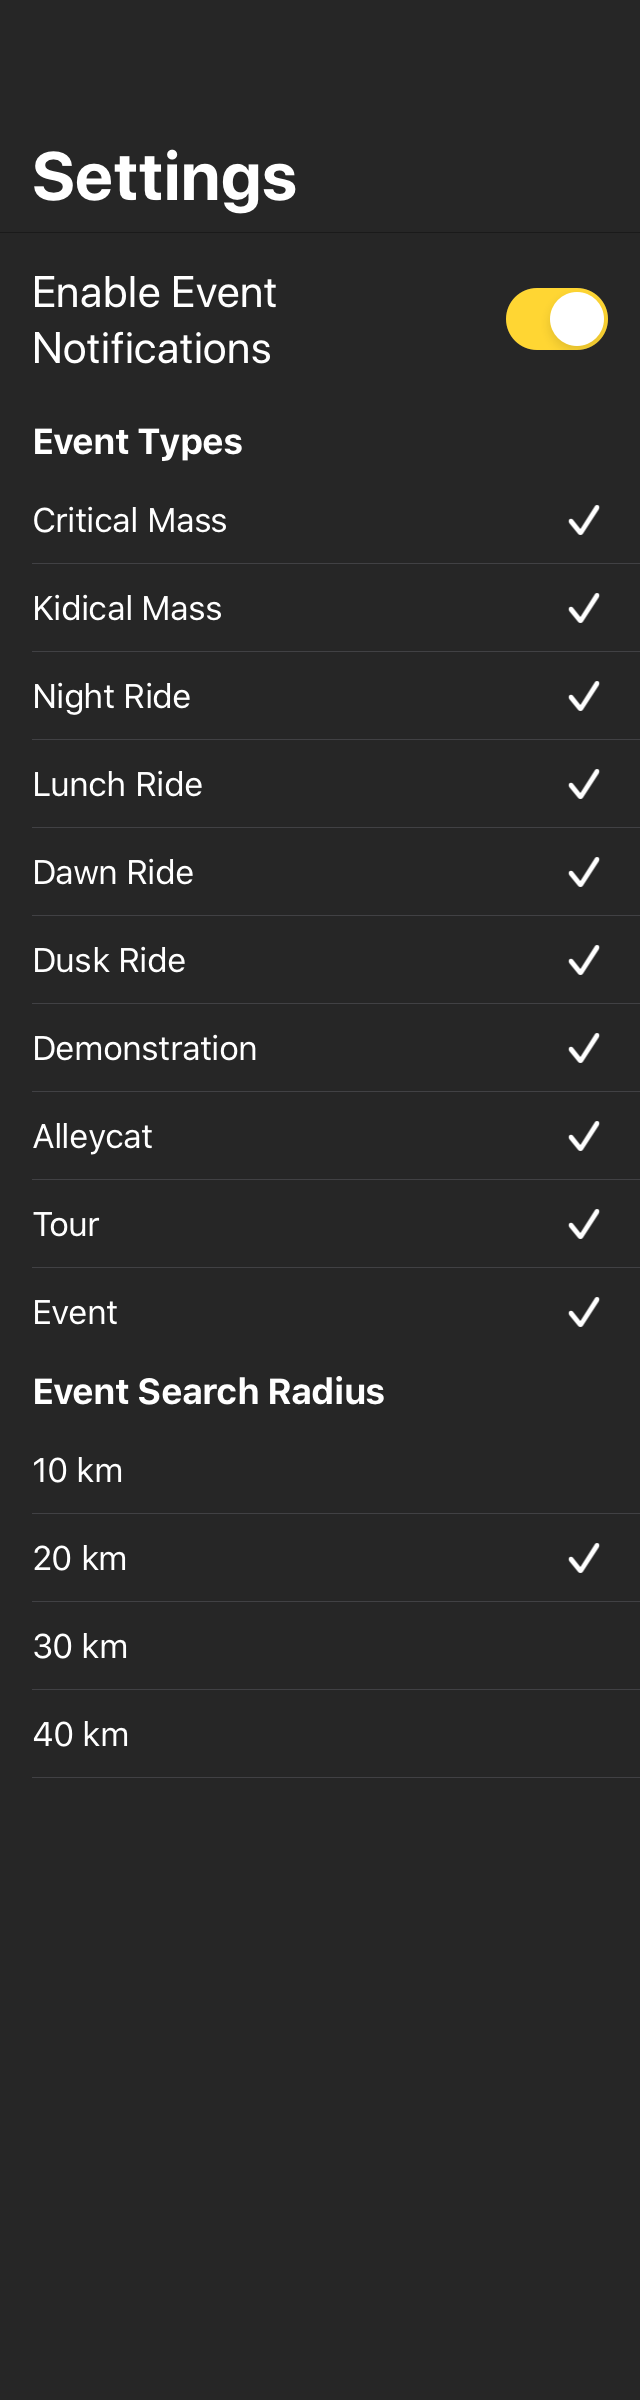 Settings
Enable Event
Notifications
Event Types
Critical Mass
Kidical Mass
Night Ride
Lunch Ride
Dawn Ride
Dusk Ride
Demonstration
Alleycat
Tour
Event
Event Search Radius
10 km
20 km
30 km
40 km